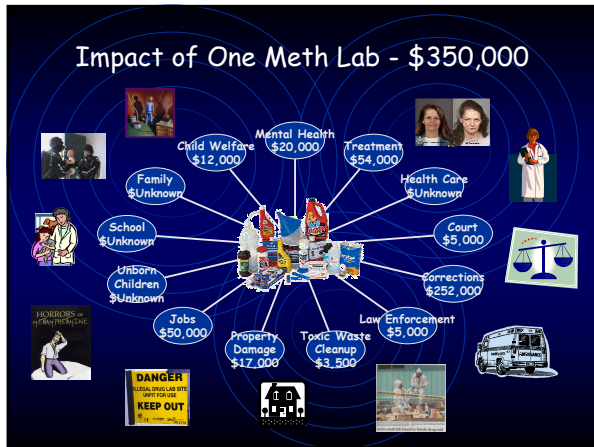 Impact of One Meth Lab - $350,000
Mental Health
$20,000
Child Welfare
$12,000
Treatment
$54,000
Family
$Unknown
Health Care
$Unknown
School
$Unknown
Court
$5,000
Unborn
Children
$Unknown
Corrections
$252,000
Jobs
$50,000
Law Enforcement
$5,000
Property
Damage
$17,000
Toxic Waste
Cleanup
$3,500
HORRORS OF
METHAMPHETAMINE
DANGER
ILLEGAL DRUG LAB SITE
UNFIT FOR USE
KEEP OUT